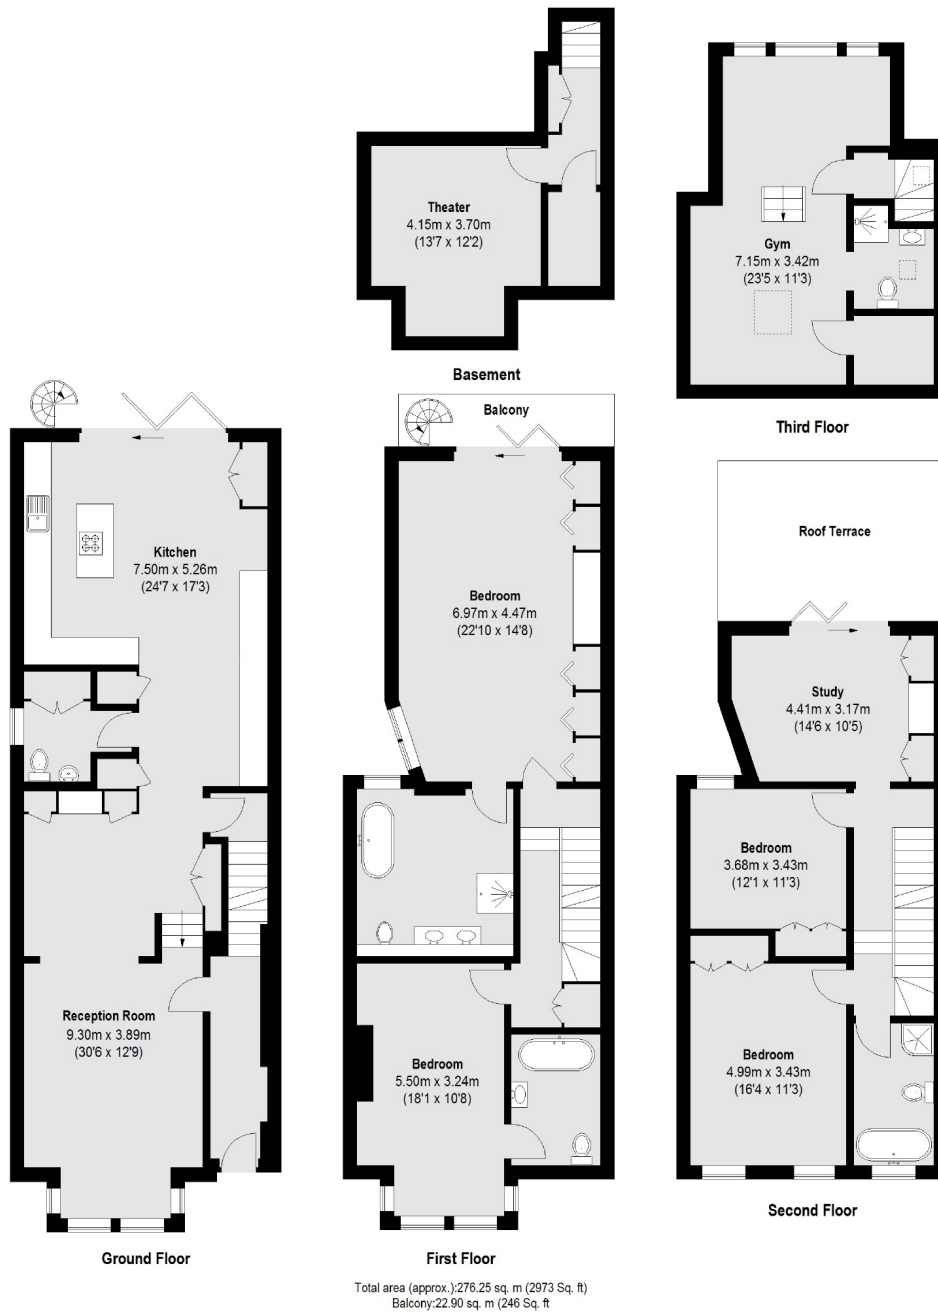 Theater
4.15m x 3.70m
(13'7 x 12'2)
Basement
Gym
7.15m x 3.42m
(23'5 x 11'3)
Third Floor
Kitchen
7.50m x 5.26m
(24'7 x 17'3)
Reception Room
9.30m x 3.89m
(30'6 x 12'9)
Ground Floor
Balcony
Bedroom
6.97m x 4.47m
(22'10 x 14'8)
Bedroom
5.50m x 3.24m
(18'1 x 10'8)
First Floor
Roof Terrace
Study
4.41m x 3.17m
(14'6 x 10'5)
Bedroom
3.68m x 3.43m
(12'1 x 11'3)
Bedroom
4.99m x 3.43m
(16'4 x 11'3)
Second Floor
Total area (approx.):276.25 sq. m (2973 Sq. ft)
Balcony:22.90 sq. m (246 Sq. ft